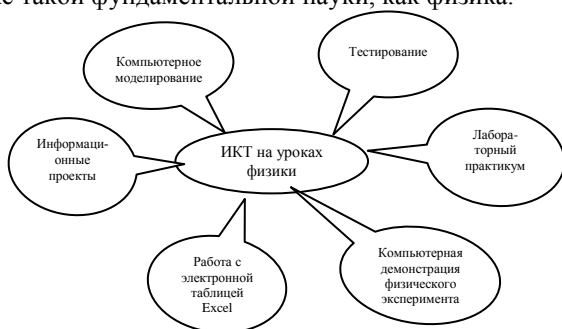 е такой фундаментальной науки, как физика.
Компьютерное
моделирование
Тестирование
Информаци-
онные
проекты
ИКТ на уроках
физики
Лабора-
торный
практикум
Работа с
электронной
таблицей
Excel
Компьютерная
демонстрация
физического
эксперимента